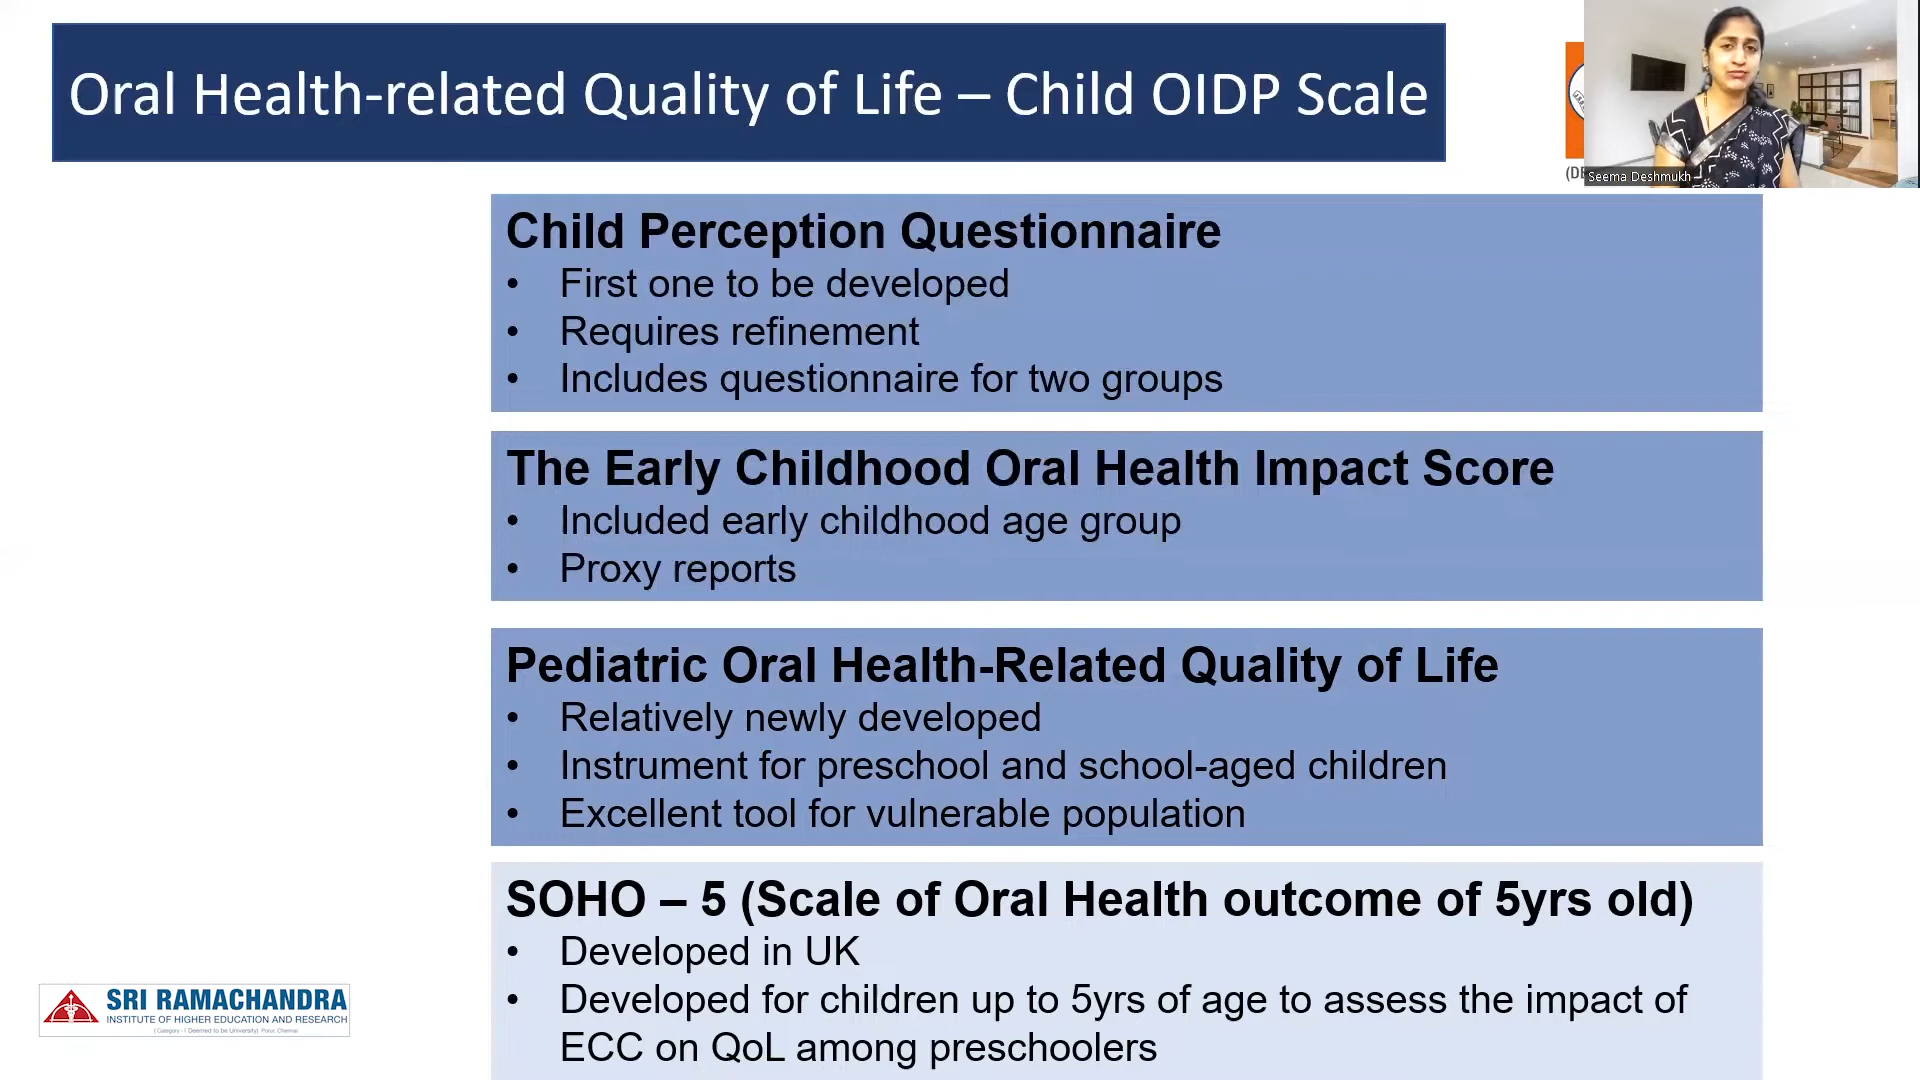 Oral Health-related Quality of Life – Child OIDP Scale
Seema Deshmukh
Child Perception Questionnaire
• First one to be developed
• Requires refinement
• Includes questionnaire for two groups
The Early Childhood Oral Health Impact Score
• Included early childhood age group
• Proxy reports
Pediatric Oral Health-Related Quality of Life
• Relatively newly developed
• Instrument for preschool and school-aged children
• Excellent tool for vulnerable population
SOHO – 5 (Scale of Oral Health outcome of 5yrs old)
• Developed in UK
• Developed for children up to 5yrs of age to assess the impact of
ECC on QoL among preschoolers
SRI RAMACHANDRA
INSTITUTE OF HIGHER EDUCATION AND RESEARCH
(Category - I Deemed to be University) Porur, Chennai